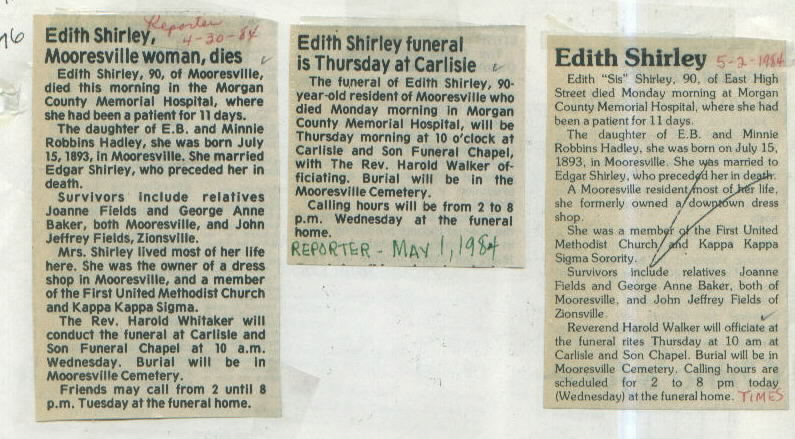 76
Reporter
4-30-84
Edith Shirley,
Mooresville woman, dies
Edith Shirley, 90, of Mooresville,
died this morning in the Morgan
County Memorial Hospital, where
she had been a patient for 11 days.
The daughter of E.B. and Minnie
Robbins Hadley, she was born July
15, 1893, in Mooresville. She married
Edgar Shirley, who preceded her in
death.
Survivors include relatives
Joanne Fields and George Anne
Baker, both Mooresville, and John
Jeffrey Fields, Zionsville.
Mrs. Shirley lived most of her life
here. She was the owner of a dress
shop in Mooresville, and a member
of the First United Methodist Church
and Kappa Kappa Sigma.
The Rev. Harold Whitaker will
conduct the funeral at Carlisle and
Son Funeral Chapel at 10 a.m.
Wednesday. Burial will be in
Mooresville Cemetery.
Friends may call from 2 until 8
p.m. Tuesday at the funeral home.
Edith Shirley funeral
is Thursday at Carlisle
The funeral of Edith Shirley, 90-
year-old resident of Mooresville who
died Monday morning in Morgan
County Memorial Hospital, will be
Thursday morning at 10 o'clock at
Carlisle and Son Funeral Chapel,
with The Rev. Harold Walker of-
ficiating. Burial will be in the
Mooresville Cemetery.
Calling hours will be from 2 to 8
p.m. Wednesday at the funeral
home.
REPORTER - MAY 1, 1984
Edith Shirley 5-2-1984
Edith "Sis" Shirley, 90, of East High
Street died Monday morning at Morgan
County Memorial Hospital, where she had
been a patient for 11 days.
The daughter of E.B. and Minnie
Robbins Hadley, she was born on July 15,
1893, in Mooresville. She was married to
Edgar Shirley, who preceded her in death.
A Mooresville resident most of her life,
she formerly owned a downtown dress
shop.
She was a member of the First United
Methodist Church and Kappa Kappa
Sigma Sorority.
Survivors include relatives Joanne
Fields and George Anne Baker, both of
Mooresville, and John Jeffrey Fields of
Zionsville
Reverend Harold Walker will officiate at
the funeral rites Thursday at 10 am at
Carlisle and Son Chapel. Burial will be in
Mooresville Cemetery. Calling hours are
scheduled for 2 to 8 pm today
(Wednesday) at the funeral home. TIMES